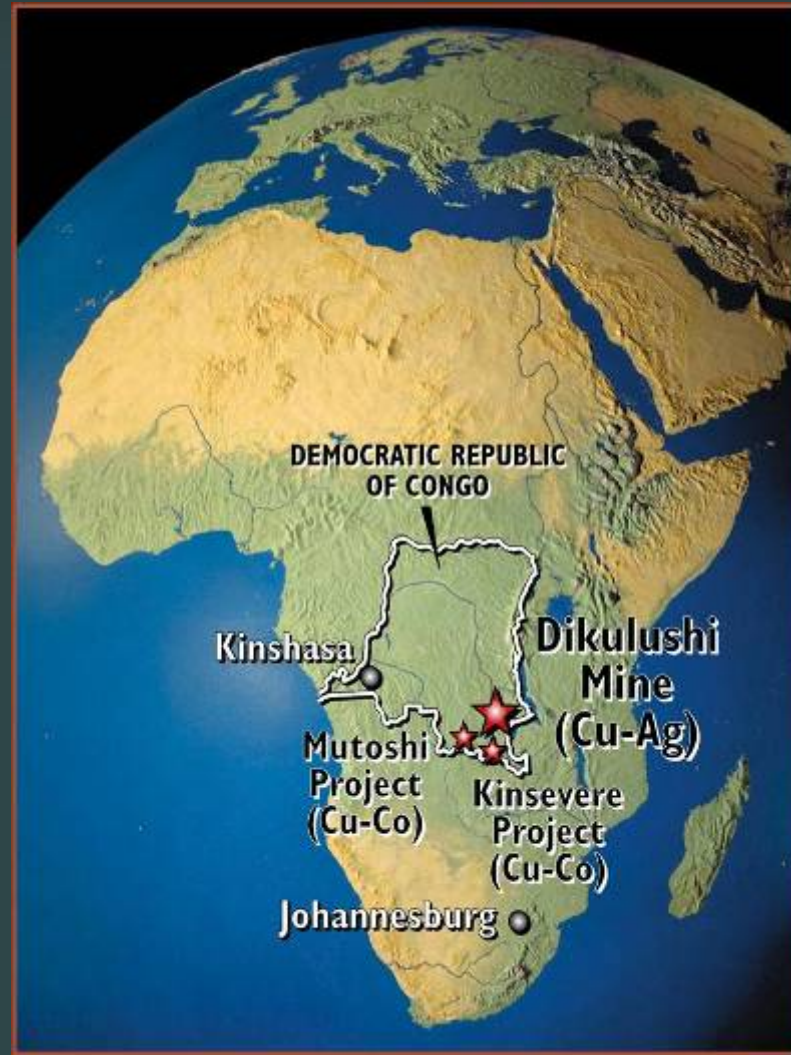 DEMOCRATIC REPUBLIC
OF CONGO
Kinshasa
Dikulushi
Mine
(Cu-Ag)
Mutoshi
Project
(Cu-Co)
Kinsevere
Project
(Cu-Co)
Johannesburg